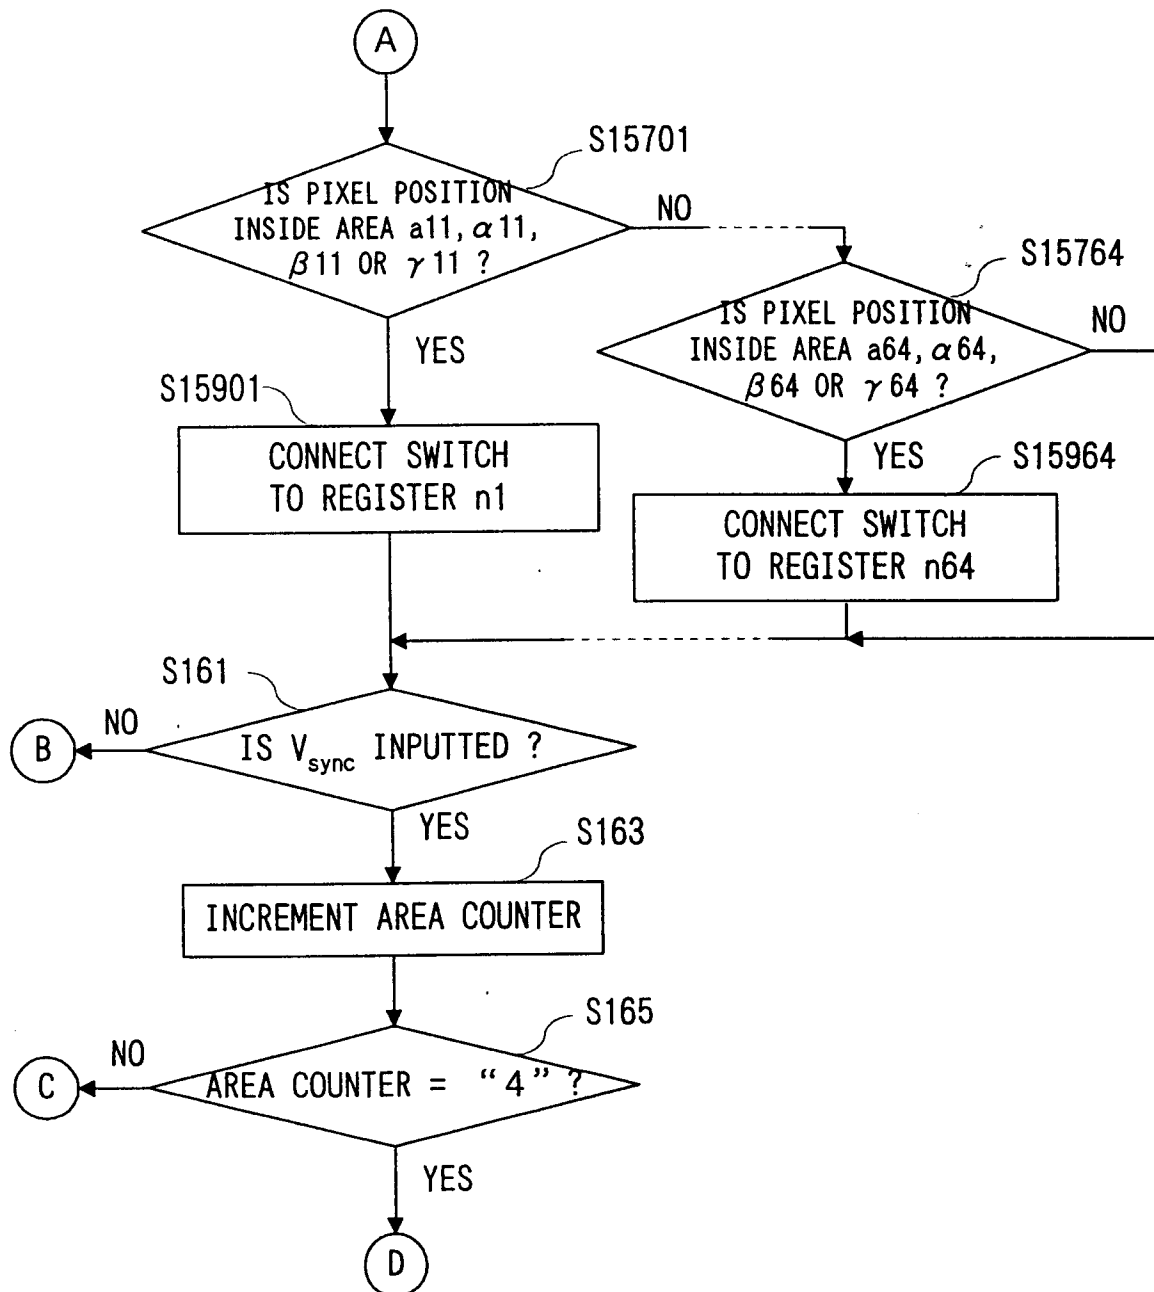 A
S15701
IS PIXEL POSITION
INSIDE AREA a11, α11,
β11 OR γ11 ?
NO
S15764
IS PIXEL POSITION
INSIDE AREA a64, α64,
β64 OR γ64 ?
NO
YES
S15901
CONNECT SWITCH
TO REGISTER n1
YES
S15964
CONNECT SWITCH
TO REGISTER n64
S161
IS Vsync INPUTTED ?
NO
B
YES
S163
INCREMENT AREA COUNTER
S165
AREA COUNTER = “4” ?
NO
C
YES
D